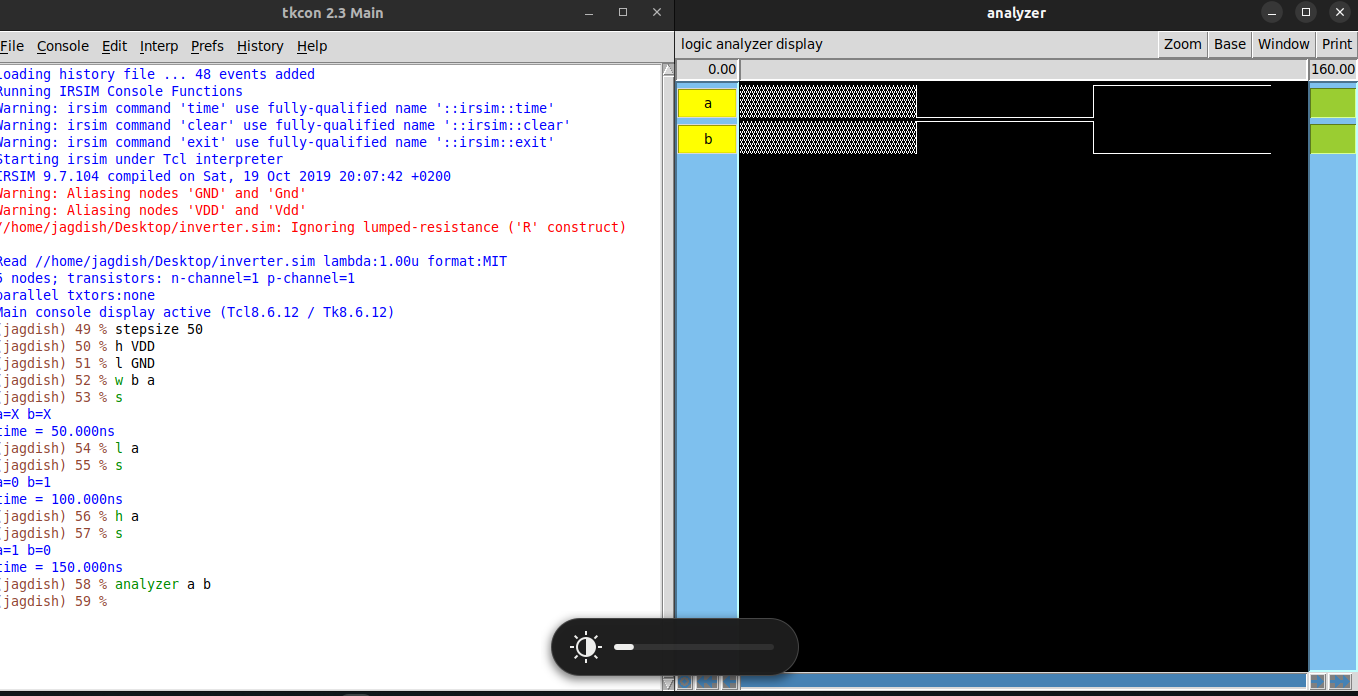 tkcon 2.3 Main
File Console Edit Interp Prefs History Help
loading history file ... 48 events added
Running IRSIM Console Functions
Warning: irsim command 'time' use fully-qualified name '::irsim::time'
Warning: irsim command 'clear' use fully-qualified name '::irsim::clear'
Warning: irsim command 'exit' use fully-qualified name '::irsim::exit'
Starting irsim under Tcl interpreter
IRSIM 9.7.104 compiled on Sat, 19 Oct 2019 20:07:42 +0200
Warning: Aliasing nodes 'GND' and 'Gnd'
Warning: Aliasing nodes 'VDD' and 'Vdd'
//home/jagdish/Desktop/inverter.sim: Ignoring lumped-resistance ('R' construct)
Read //home/jagdish/Desktop/inverter.sim lambda:1.00u format:MIT
nodes; transistors: n-channel=1 p-channel=1
parallel txtors:none
Main console display active (Tcl8.6.12 / Tk8.6.12)
(jagdish) 49 % stepsize 50
(jagdish) 50 % h VDD
(jagdish) 51 % l GND
(jagdish) 52 % w b a
(jagdish) 53 % s
a=X b=X
time = 50.000ns
(jagdish) 54 % l a
(jagdish) 55 % s
a=0 b=1
time = 100.000ns
(jagdish) 56 % h a
(jagdish) 57 % s
a=1 b=0
time = 150.000ns
(jagdish) 58 % analyzer a b
(jagdish) 59 %
analyzer
logic analyzer display Zoom Base Window Print
0.00 160.00
a
b